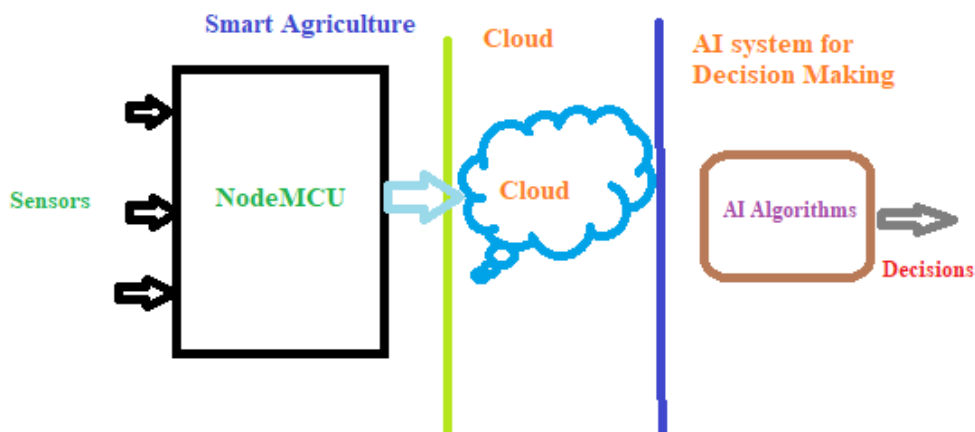 Smart Agriculture
Cloud
AI system for
Decision Making
Sensors
NodeMCU
Cloud
AI Algorithms
Decisions